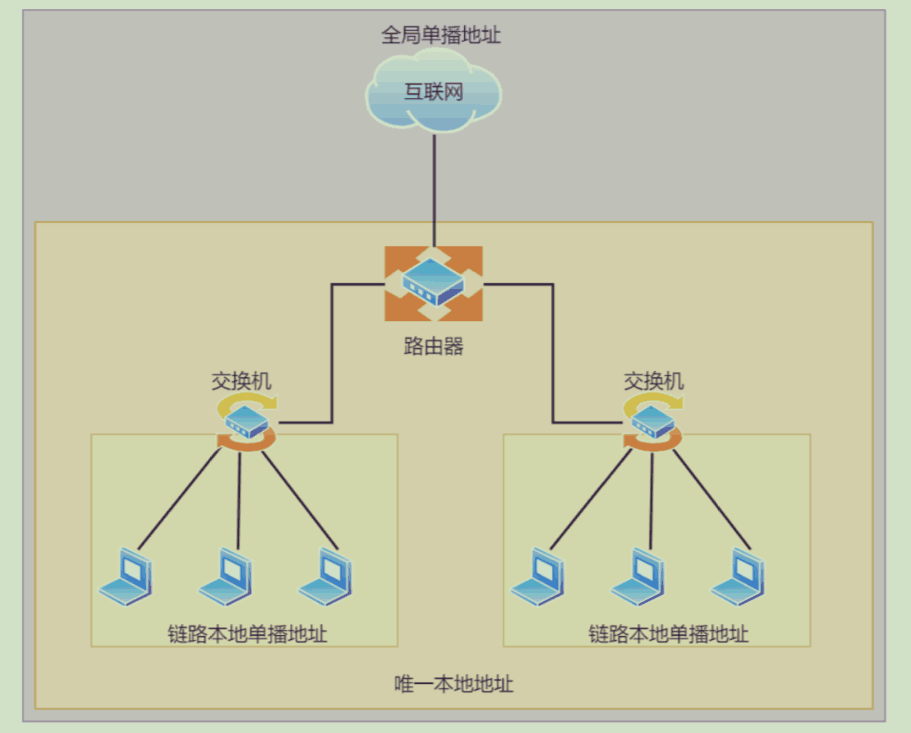 全局单播地址
互联网
路由器
交换机
交换机
链路本地单播地址
链路本地单播地址
唯一本地地址